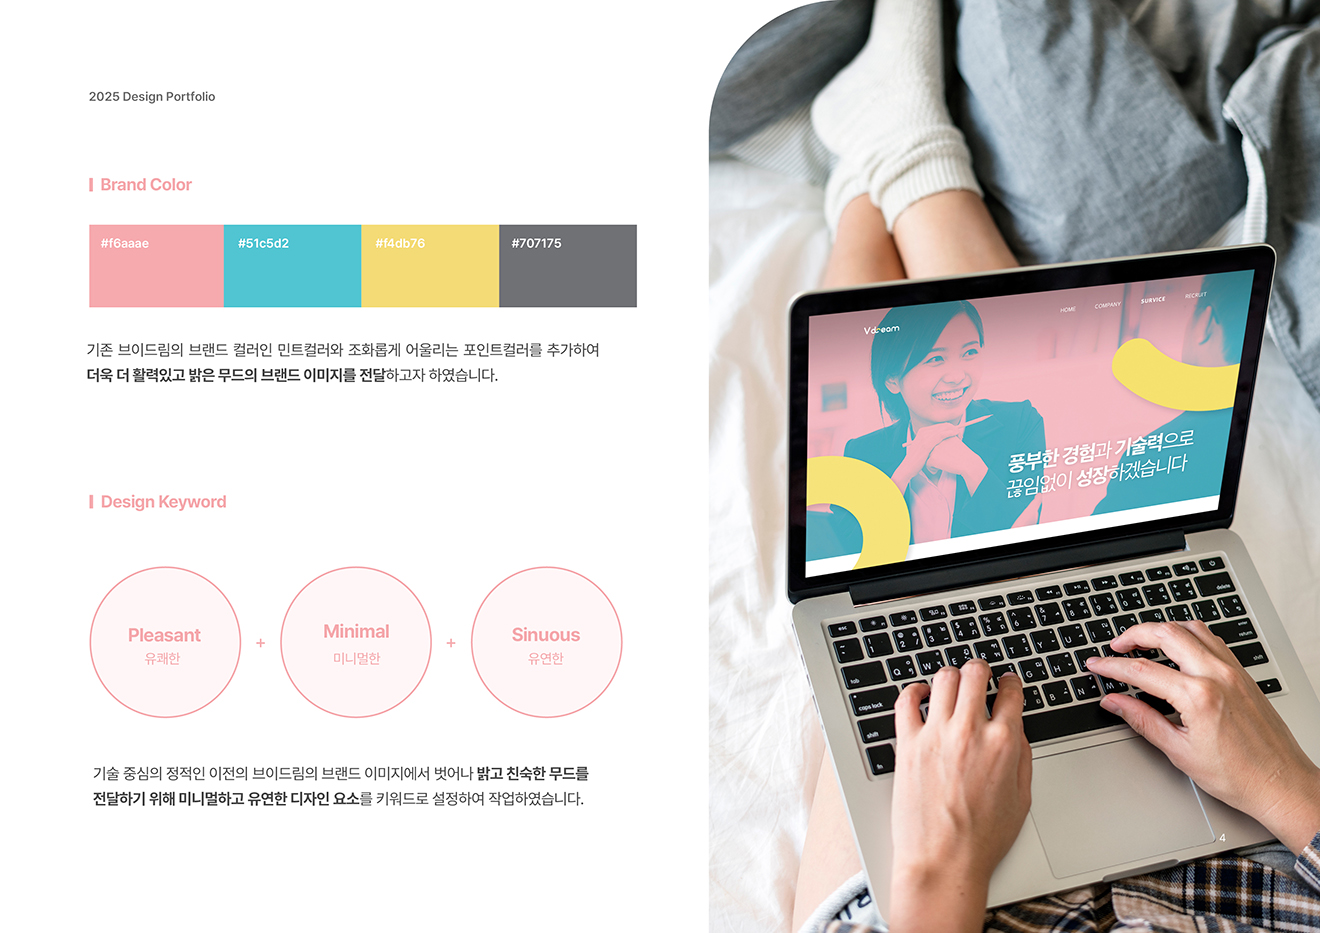 2025 Design Portfolio
Brand Color
#f6aaae
#51c5d2
#f4db76
#707175
기존 브이드림의 브랜드 컬러인 민트컬러와 조화롭게 어울리는 포인트컬러를 추가하여
더욱 더 활력있고 밝은 무드의 브랜드 이미지를 전달하고자 하였습니다.
Design Keyword
Pleasant
유쾌한
+
Minimal
미니멀한
+
Sinuous
유연한
기술 중심의 정적인 이전의 브이드림의 브랜드 이미지에서 벗어나 밝고 친숙한 무드를
전달하기 위해 미니멀하고 유연한 디자인 요소를 키워드로 설정하여 작업하였습니다.
Vdream
HOME COMPANY SURVICE RECRUIT
풍부한 경험과 기술력으로
끊임없이 성장하겠습니다
esc
delete
tab
Q W E R T Y U
caps lock
return
shift
shift
fn
4